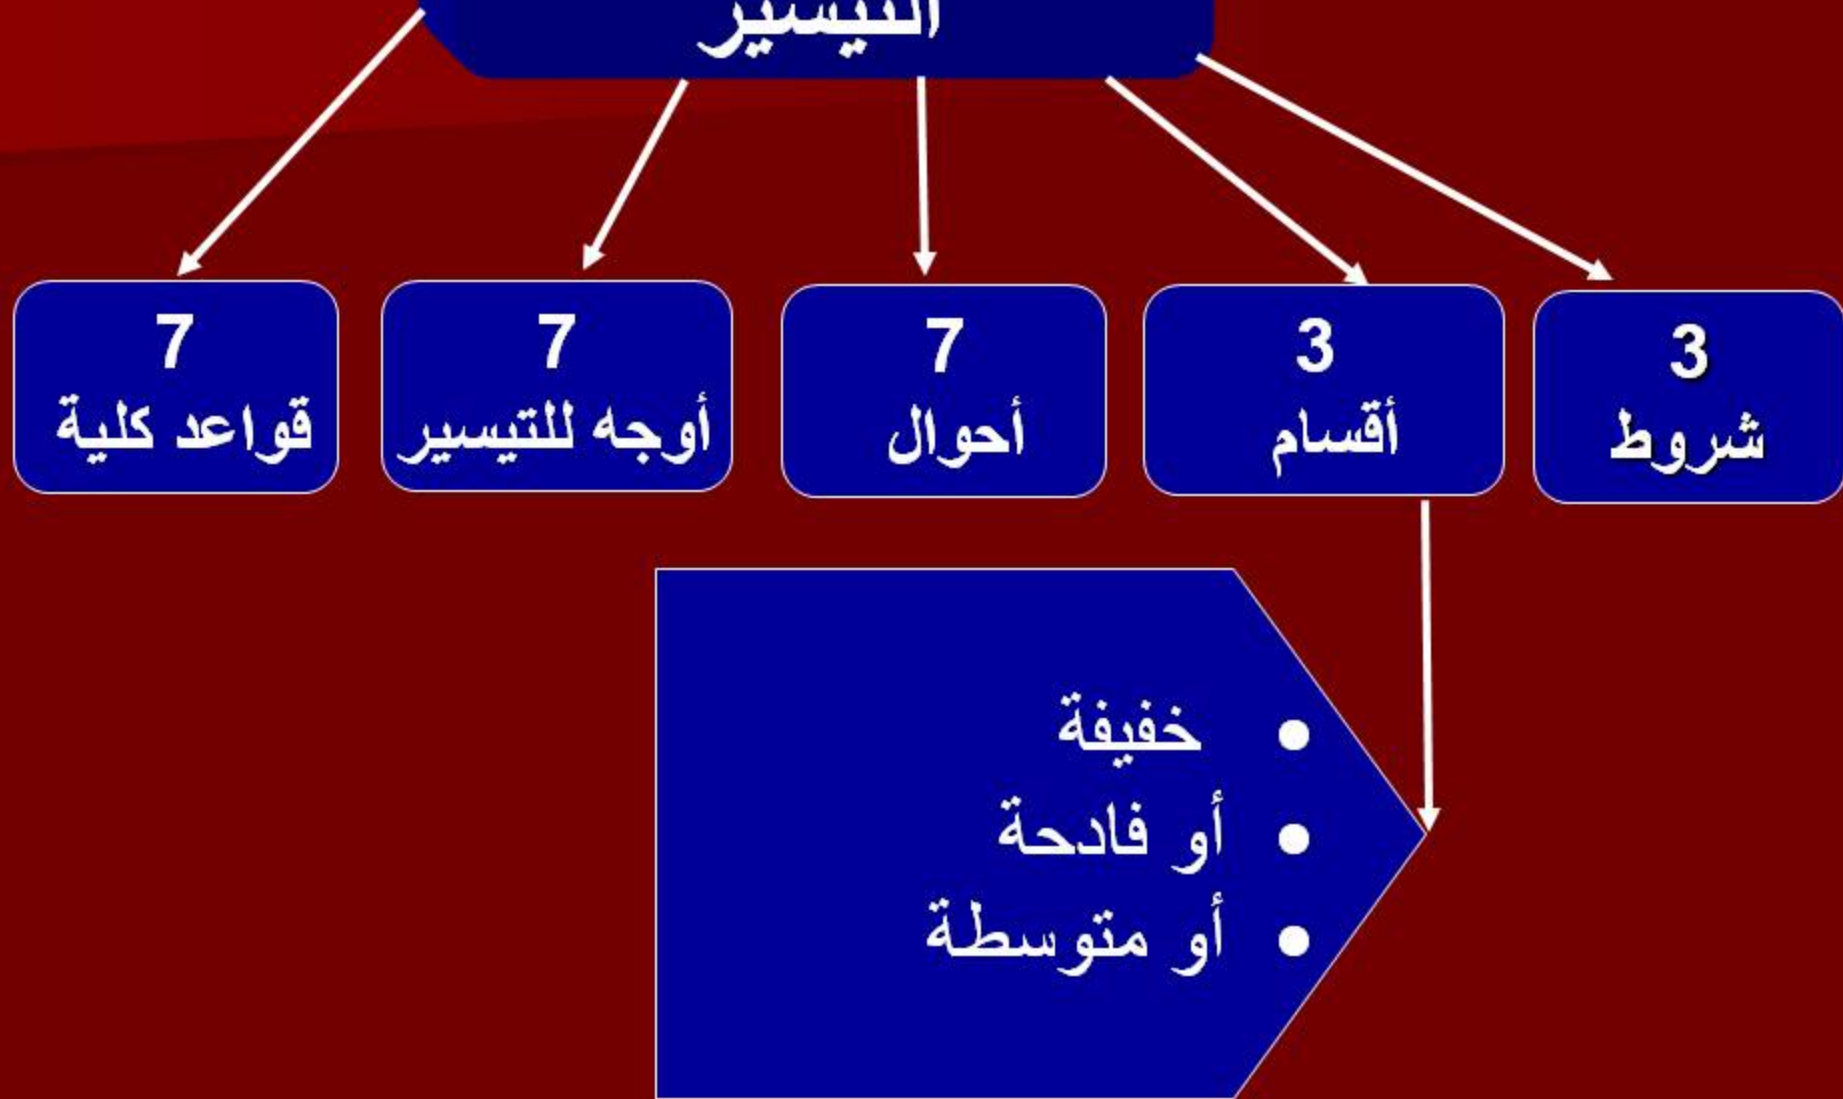 التيسير
3
شروط
3
أقسام
7
أحوال
7
أوجه للتيسير
7
قواعد كلية
• خفيفة
• أو فادحة
• أو متوسطة